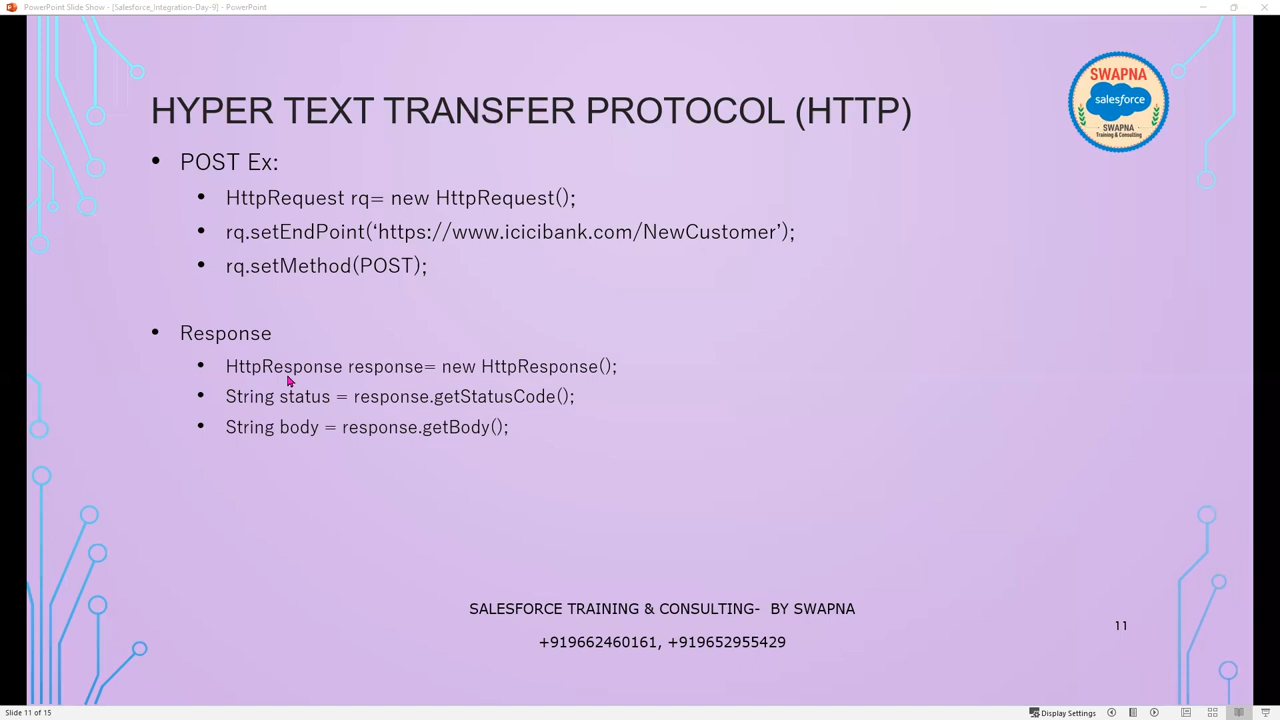 PowerPoint Slide Show - [Salesforce_Integration-Day-9] - PowerPoint
HYPER TEXT TRANSFER PROTOCOL (HTTP)
SWAPNA
salesforce
SWAPNA
Training & Consulting
• POST Ex:
• HttpRequest rq= new HttpRequest();
• rq.setEndPoint(‘https://www.icicibank.com/NewCustomer’);
• rq.setMethod(POST);
• Response
• HttpResponse response= new HttpResponse();
• String status = response.getStatusCode();
• String body = response.getBody();
SALESFORCE TRAINING & CONSULTING- BY SWAPNA
+919662460161, +919652955429
11
Slide 11 of 15
Display Settings